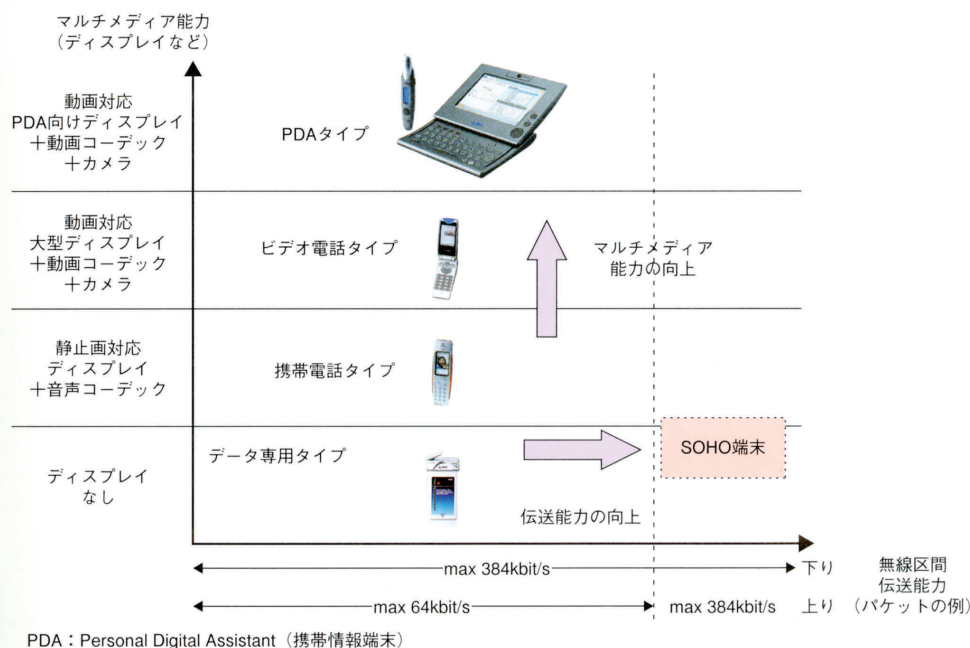 マルチメディア能力
（ディスプレイなど）
動画対応
PDA向けディスプレイ
＋動画コーデック
＋カメラ
PDAタイプ
動画対応
大型ディスプレイ
＋動画コーデック
＋カメラ
ビデオ電話タイプ
マルチメディア
能力の向上
静止画対応
ディスプレイ
＋音声コーデック
携帯電話タイプ
ディスプレイ
なし
データ専用タイプ
SOHO端末
伝送能力の向上
max 384kbit/s
下り
max 64kbit/s
max 384kbit/s
上り
無線区間
伝送能力
（パケットの例）
PDA：Personal Digital Assistant（携帯情報端末）